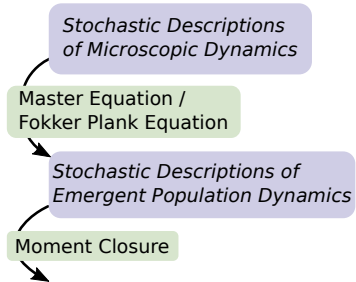 Stochastic Descriptions
of Microscopic Dynamics
Master Equation /
Fokker Plank Equation
Stochastic Descriptions of
Emergent Population Dynamics
Moment Closure